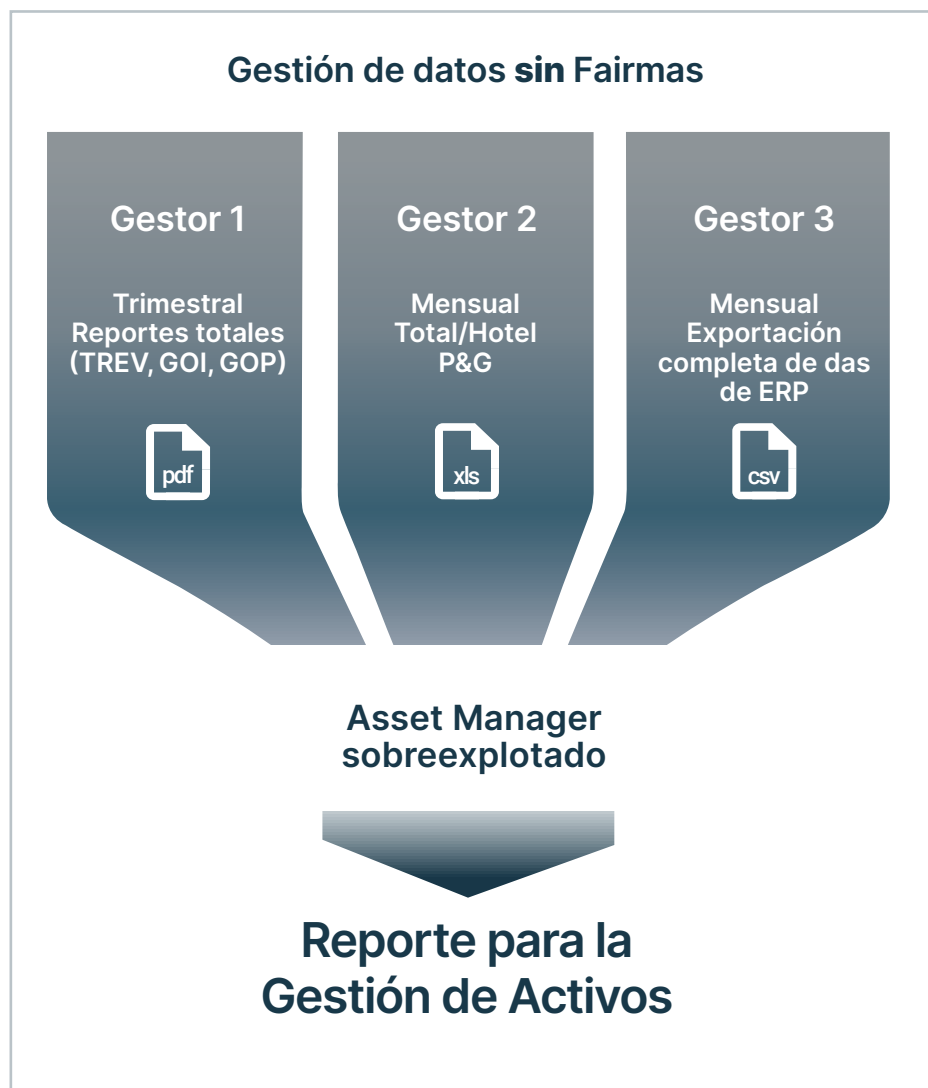 Gestión de datos sin Fairmas
Gestor 1
Trimestral
Reportes totales
(TREV, GOI, GOP)
pdf
Gestor 2
Mensual
Total/Hotel
P&G
xls
Gestor 3
Mensual
Exportación
completa de das
de ERP
csv
Asset Manager
sobreexplotado
Reporte para la
Gestión de Activos